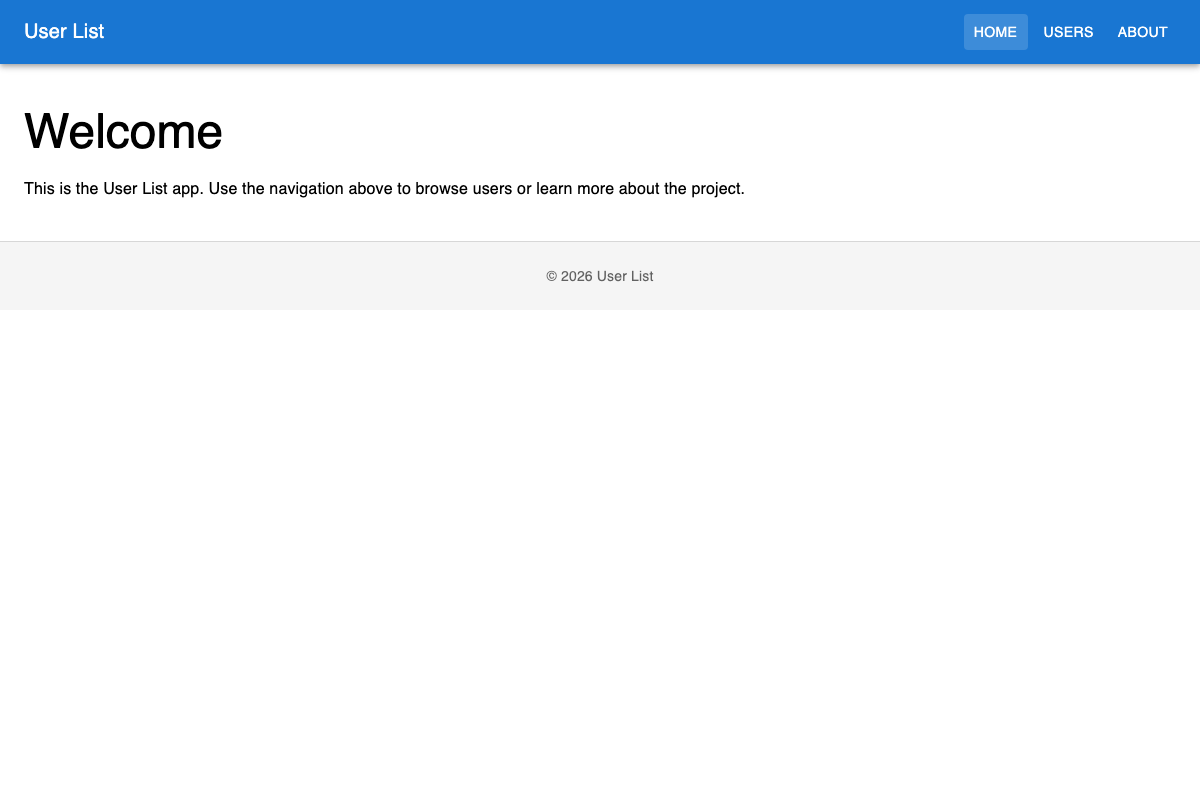 User List
HOME USERS ABOUT
Welcome
This is the User List app. Use the navigation above to browse users or learn more about the project.
© 2026 User List